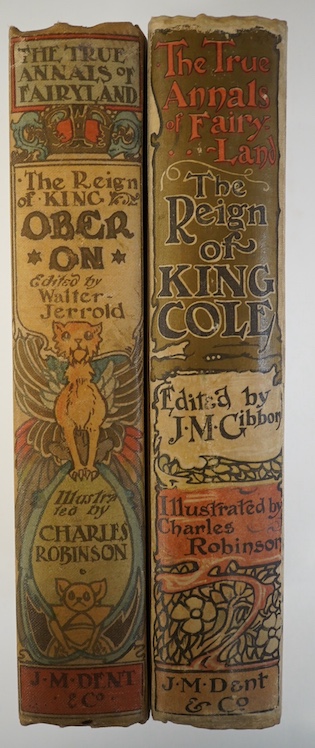 THE TRUE
ANNALS OF
FAIRYLAND
The Reign
of KING
OBER
ON
Edited by
Walter
Jerrold
Illustra
ted by
CHARLES
ROBINSON
J.M.DENT
& Co
The True
Annals
of Fairy
Land
The
Reign
of
KING
COLE
Edited by
J.M.Gibbon
Illustrated by
Charles
Robinson
J.M.Dent
& Co